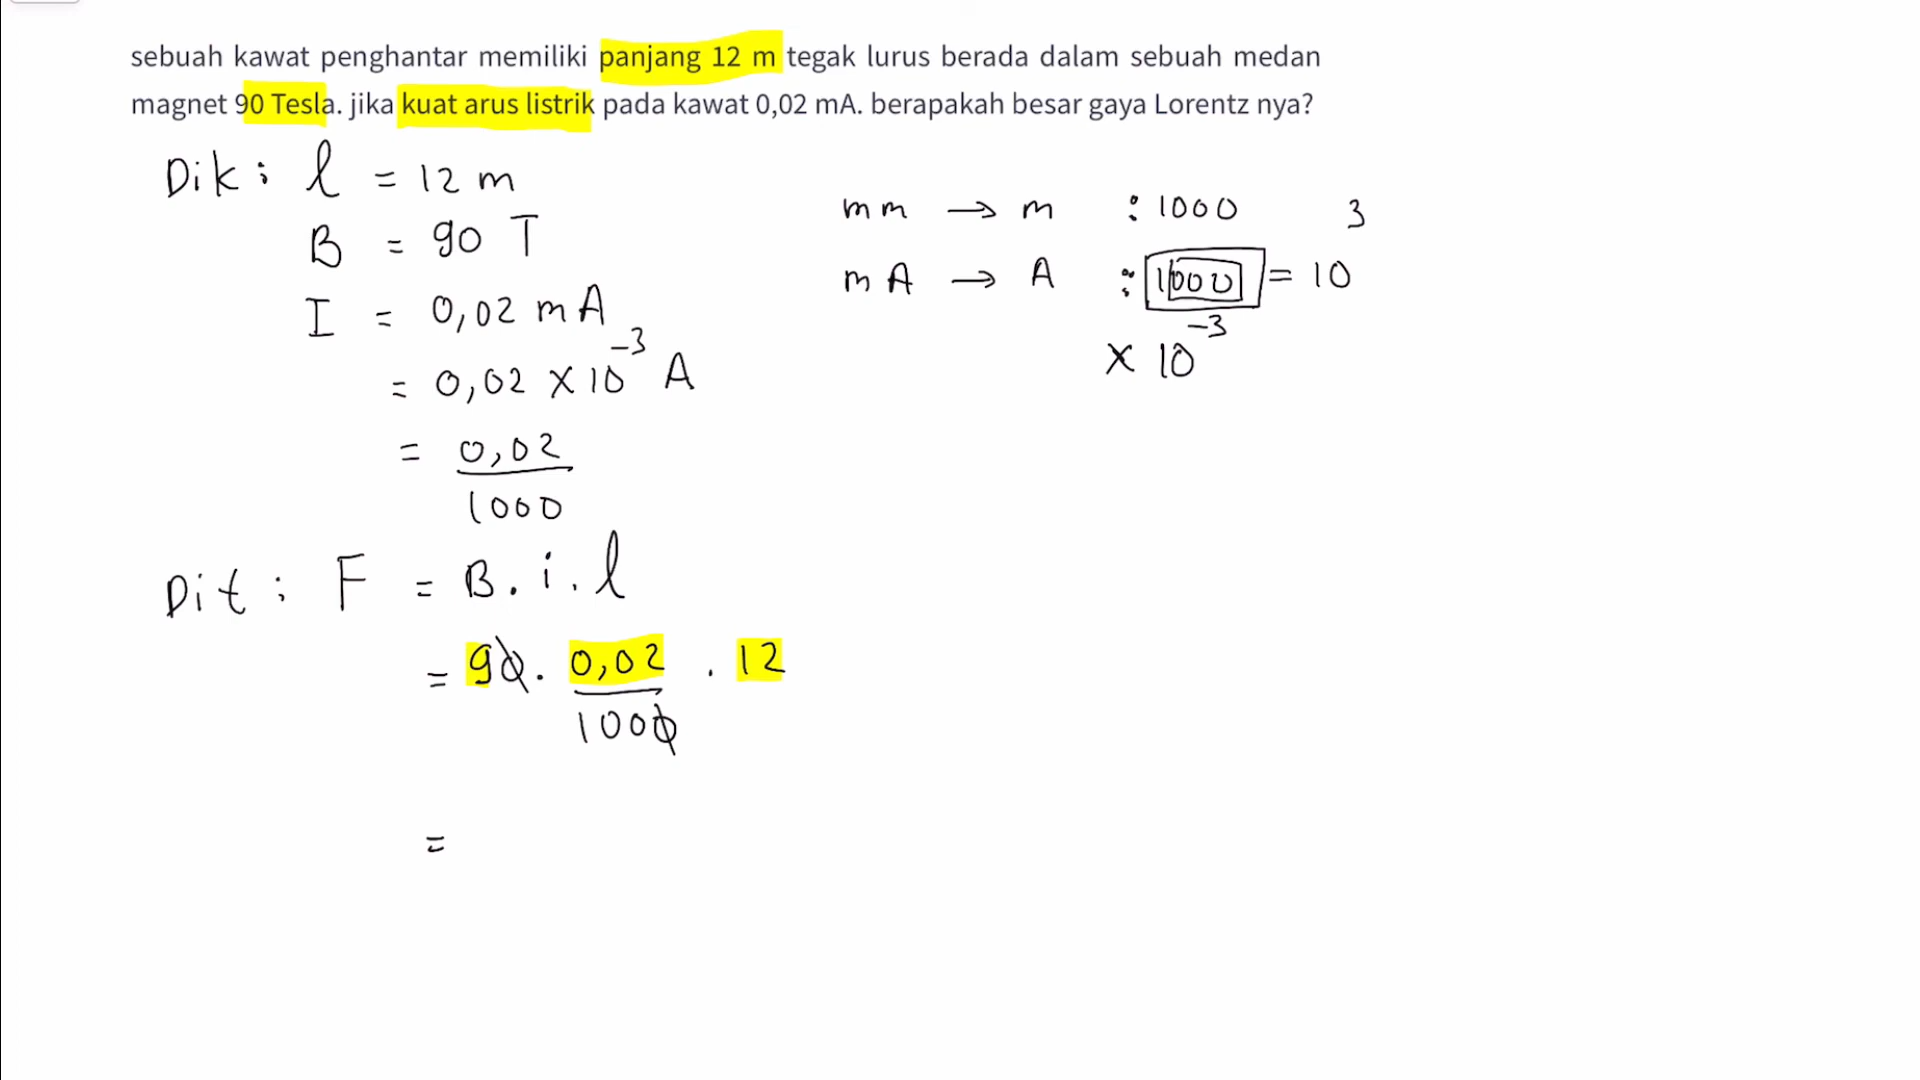 sebuah kawat penghantar memiliki panjang 12 m tegak lurus berada dalam sebuah medan
magnet 90 Tesla. jika kuat arus listrik pada kawat 0,02 mA. berapakah besar gaya Lorentz nya?
Dik : l = 12 m
B = 90 T
I = 0,02 mA
= 0,02 x 10^-3 A
= 0,02
1000
mm → m : 1000
mA → A : 1000 = 10^3
x 10^-3
Dit : F = B . i . l
= 90 . 0,02 . 12
1000
=